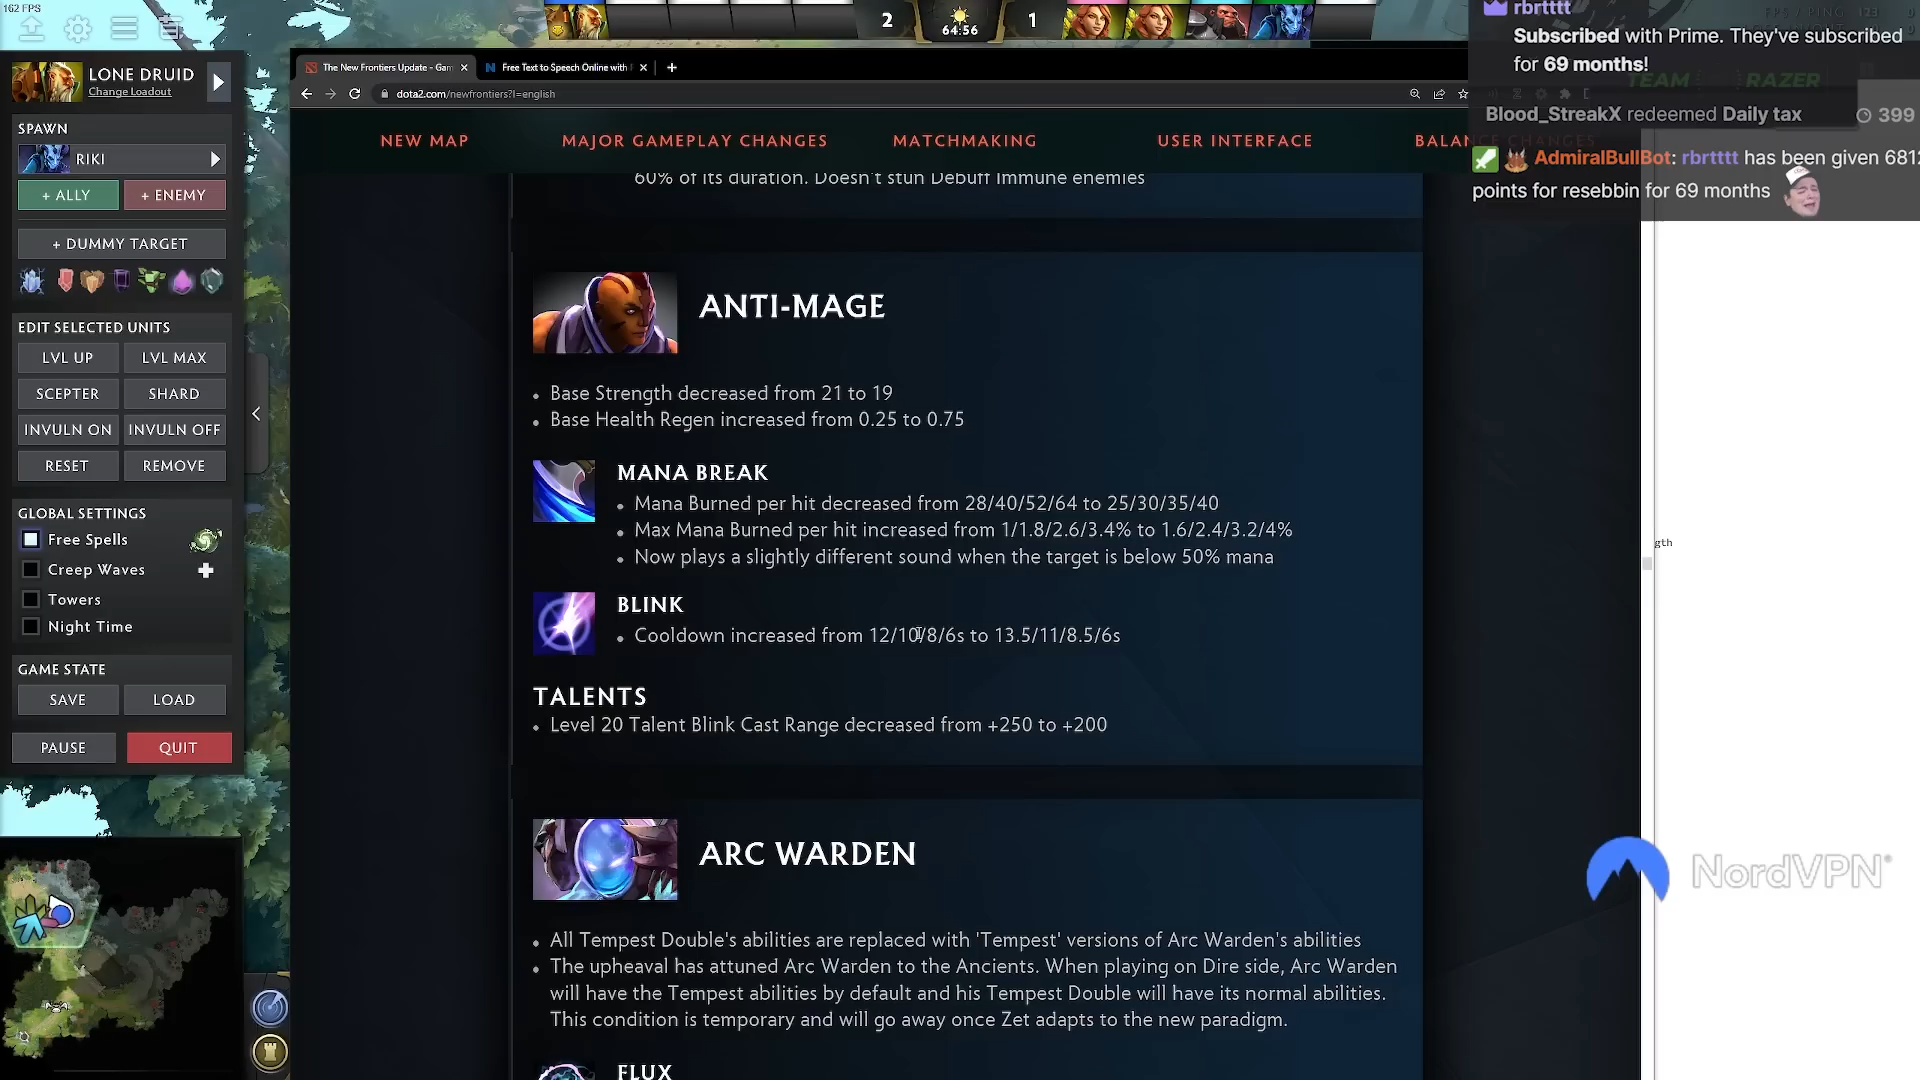 162 FPS
2
64:56
1
rbrtttt
Subscribed with Prime. They've subscribed
for 69 months!
TEAM RAZER
Blood_StreakX redeemed Daily tax
399
AdmiralBullBot: rbrtttt has been given 6812
points for resebbin for 69 months
LONE DRUID
Change Loadout
SPAWN
RIKI
+ ALLY
+ ENEMY
+ DUMMY TARGET
EDIT SELECTED UNITS
LVL UP
LVL MAX
SCEPTER
SHARD
INVULN ON
INVULN OFF
RESET
REMOVE
GLOBAL SETTINGS
Free Spells
Creep Waves
Towers
Night Time
GAME STATE
SAVE
LOAD
PAUSE
QUIT
The New Frontiers Update - Gam
Free Text to Speech Online with
dota2.com/newfrontiers?l=english
NEW MAP
MAJOR GAMEPLAY CHANGES
MATCHMAKING
USER INTERFACE
BALANCE CHANGES
60% of its duration. Doesn't stun Debuff Immune enemies
ANTI-MAGE
Base Strength decreased from 21 to 19
Base Health Regen increased from 0.25 to 0.75
MANA BREAK
Mana Burned per hit decreased from 28/40/52/64 to 25/30/35/40
Max Mana Burned per hit increased from 1/1.8/2.6/3.4% to 1.6/2.4/3.2/4%
Now plays a slightly different sound when the target is below 50% mana
BLINK
Cooldown increased from 12/10/8/6s to 13.5/11/8.5/6s
TALENTS
Level 20 Talent Blink Cast Range decreased from +250 to +200
ARC WARDEN
All Tempest Double's abilities are replaced with 'Tempest' versions of Arc Warden's abilities
The upheaval has attuned Arc Warden to the Ancients. When playing on Dire side, Arc Warden
will have the Tempest abilities by default and his Tempest Double will have its normal abilities.
This condition is temporary and will go away once Zet adapts to the new paradigm.
FLUX
gth
NordVPN®